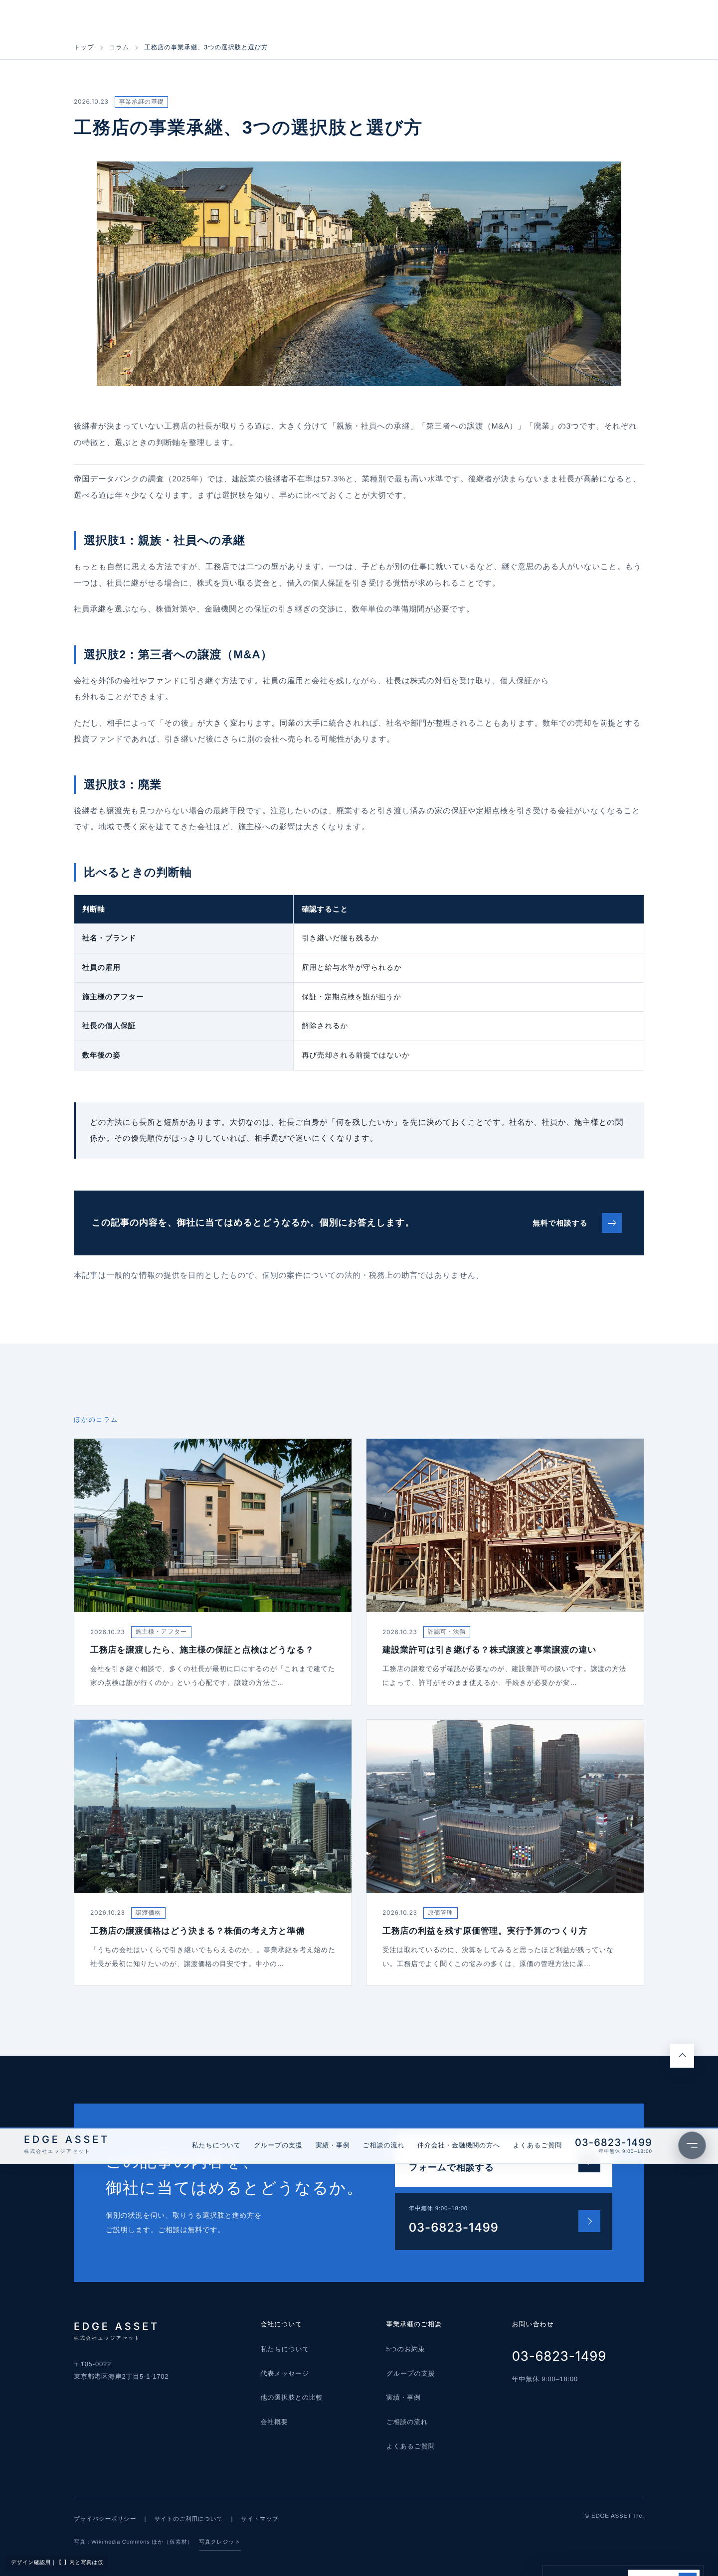 トップ
コラム
工務店の事業承継、3つの選択肢と選び方
2026.10.23
事業承継の基礎
工務店の事業承継、3つの選択肢と選び方
後継者が決まっていない工務店の社長が取りうる道は、大きく分けて「親族・社員への承継」「第三者への譲渡（M&A）」「廃業」の3つです。それぞれ
の特徴と、選ぶときの判断軸を整理します。
帝国データバンクの調査（2025年）では、建設業の後継者不在率は57.3%と、業種別で最も高い水準です。後継者が決まらないまま社長が高齢になると、
選べる道は年々少なくなります。まずは選択肢を知り、早めに比べておくことが大切です。
選択肢1：親族・社員への承継
もっとも自然に思える方法ですが、工務店では二つの壁があります。一つは、子どもが別の仕事に就いているなど、継ぐ意思のある人がいないこと。もう
一つは、社員に継がせる場合に、株式を買い取る資金と、借入の個人保証を引き受ける覚悟が求められることです。
社員承継を選ぶなら、株価対策や、金融機関との保証の引き継ぎの交渉に、数年単位の準備期間が必要です。
選択肢2：第三者への譲渡（M&A）
会社を外部の会社やファンドに引き継ぐ方法です。社員の雇用と会社を残しながら、社長は株式の対価を受け取り、個人保証から
も外れることができます。
ただし、相手によって「その後」が大きく変わります。同業の大手に統合されれば、社名や部門が整理されることもあります。数年での売却を前提とする
投資ファンドであれば、引き継いだ後にさらに別の会社へ売られる可能性があります。
選択肢3：廃業
後継者も譲渡先も見つからない場合の最終手段です。注意したいのは、廃業すると引き渡し済みの家の保証や定期点検を引き受ける会社がいなくなること
です。地域で長く家を建ててきた会社ほど、施主様への影響は大きくなります。
比べるときの判断軸
判断軸
確認すること
社名・ブランド
引き継いだ後も残るか
社員の雇用
雇用と給与水準が守られるか
施主様のアフター
保証・定期点検を誰が担うか
社長の個人保証
解除されるか
数年後の姿
再び売却される前提ではないか
どの方法にも長所と短所があります。大切なのは、社長ご自身が「何を残したいか」を先に決めておくことです。社名か、社員か、施主様との関
係か。その優先順位がはっきりしていれば、相手選びで迷いにくくなります。
この記事の内容を、御社に当てはめるとどうなるか。個別にお答えします。
無料で相談する
本記事は一般的な情報の提供を目的としたもので、個別の案件についての法的・税務上の助言ではありません。
ほかのコラム
2026.10.23
施主様・アフター
工務店を譲渡したら、施主様の保証と点検はどうなる？
会社を引き継ぐ相談で、多くの社長が最初に口にするのが「これまで建てた
家の点検は誰が行くのか」という心配です。譲渡の方法ご…
2026.10.23
許認可・法務
建設業許可は引き継げる？株式譲渡と事業譲渡の違い
工務店の譲渡で必ず確認が必要なのが、建設業許可の扱いです。譲渡の方法
によって、許可がそのまま使えるか、手続きが必要かが変…
2026.10.23
譲渡価格
工務店の譲渡価格はどう決まる？株価の考え方と準備
「うちの会社はいくらで引き継いでもらえるのか」。事業承継を考え始めた
社長が最初に知りたいのが、譲渡価格の目安です。中小の…
2026.10.23
原価管理
工務店の利益を残す原価管理。実行予算のつくり方
受注は取れているのに、決算をしてみると思ったほど利益が残っていな
い。工務店でよく聞くこの悩みの多くは、原価の管理方法に原…
EDGE ASSET
株式会社エッジアセット
私たちについて
グループの支援
実績・事例
ご相談の流れ
仲介会社・金融機関の方へ
よくあるご質問
03-6823-1499
年中無休 9:00–18:00
この記事の内容を、
御社に当てはめるとどうなるか。
個別の状況を伺い、取りうる選択肢と進め方を
ご説明します。ご相談は無料です。
フォームで相談する
年中無休 9:00–18:00
03-6823-1499
EDGE ASSET
株式会社エッジアセット
〒105-0022
東京都港区海岸2丁目5-1-1702
会社について
私たちについて
代表メッセージ
他の選択肢との比較
会社概要
事業承継のご相談
5つのお約束
グループの支援
実績・事例
ご相談の流れ
よくあるご質問
お問い合わせ
03-6823-1499
年中無休 9:00–18:00
プライバシーポリシー ｜ サイトのご利用について ｜ サイトマップ
© EDGE ASSET Inc.
写真：Wikimedia Commons ほか（仮素材） 写真クレジット
デザイン確認用｜【 】内と写真は仮